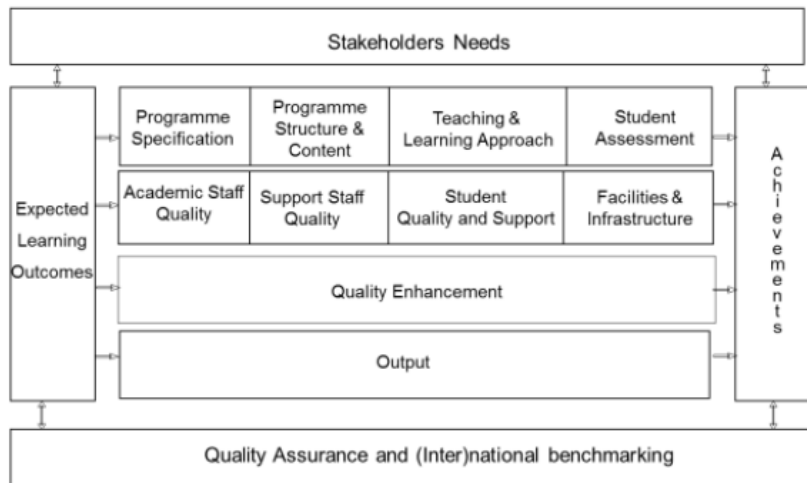 Stakeholders Needs
Programme
Specification
Programme
Structure &
Content
Teaching &
Learning Approach
Student
Assessment
Academic Staff
Quality
Support Staff
Quality
Student
Quality and Support
Facilities &
Infrastructure
Expected
Learning
Outcomes
Quality Enhancement
Output
Achievements
Quality Assurance and (Inter)national benchmarking